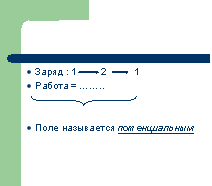 • Заряд : 1 → 2 → 1
• Работа = ........
• Поле называется потенциальным